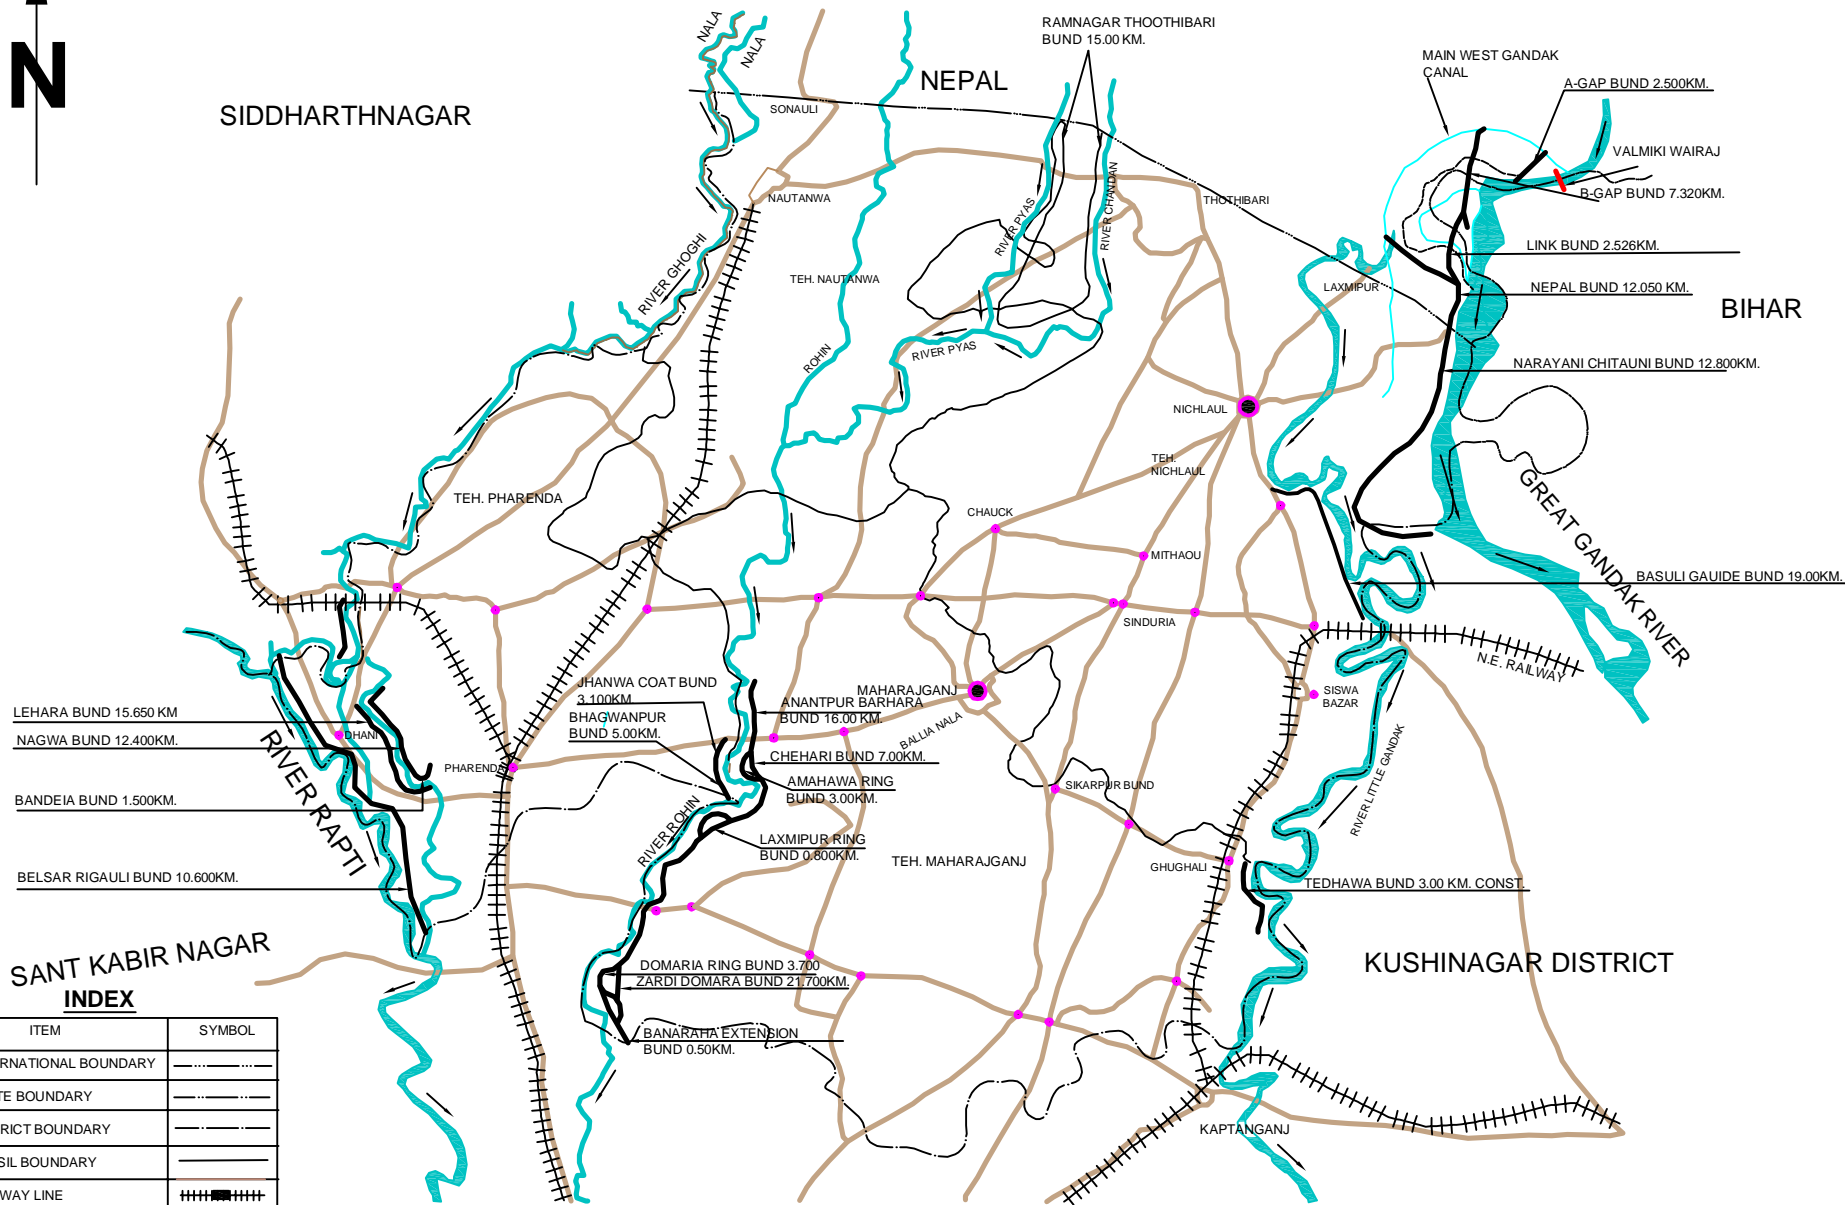 N
SIDDHARTHNAGAR
NALA
NALA
SONAULI
NEPAL
RAMNAGAR THOOTHIBARI
BUND 15.00 KM.
MAIN WEST GANDAK
CANAL
A-GAP BUND 2.500KM.
VALMIKI WAIRAJ
B-GAP BUND 7.320KM.
NAUTANWA
THOTHIBARI
RIVER PYAS
RIVER CHANDAN
RIVER GHOGHI
TEH. NAUTANWA
LINK BUND 2.526KM.
LAXMIPUR
NEPAL BUND 12.050 KM.
BIHAR
ROHIN
RIVER PYAS
NARAYANI CHITAUNI BUND 12.800KM.
NICHLAUL
TEH.
NICHLAUL
TEH. PHARENDA
CHAUCK
MITHAOU
GREAT GANDAK RIVER
BASULI GAUIDE BUND 19.00KM.
SINDURIA
N.E. RAILWAY
JHANWA COAT BUND
3.100KM
BHAGWANPUR
BUND 5.00KM.
MAHARAJGANJ
ANANTPUR BARHARA
BUND 16.00 KM.
BALLIA NALA
SISWA
BAZAR
LEHARA BUND 15.650 KM
NAGWA BUND 12.400KM.
DHANI
RIVER RAPTI
PHARENDA
CHEHARI BUND 7.00KM.
AMAHAWA RING
BUND 3.00KM.
SIKARPUR BUND
RIVER LITTLE GANDAK
BANDEIA BUND 1.500KM.
RIVER ROHIN
LAXMIPUR RING
BUND 0.800KM.
TEH. MAHARAJGANJ
GHUGHALI
BELSAR RIGAULI BUND 10.600KM.
TEDHAWA BUND 3.00 KM. CONST.
SANT KABIR NAGAR
DOMARIA RING BUND 3.700
ZARDI DOMARA BUND 21.700KM.
KUSHINAGAR DISTRICT
BANARAHA EXTENSION
BUND 0.50KM.
KAPTANGANJ
INDEX
ITEM SYMBOL
RNATIONAL BOUNDARY
TE BOUNDARY
RICT BOUNDARY
SIL BOUNDARY
WAY LINE